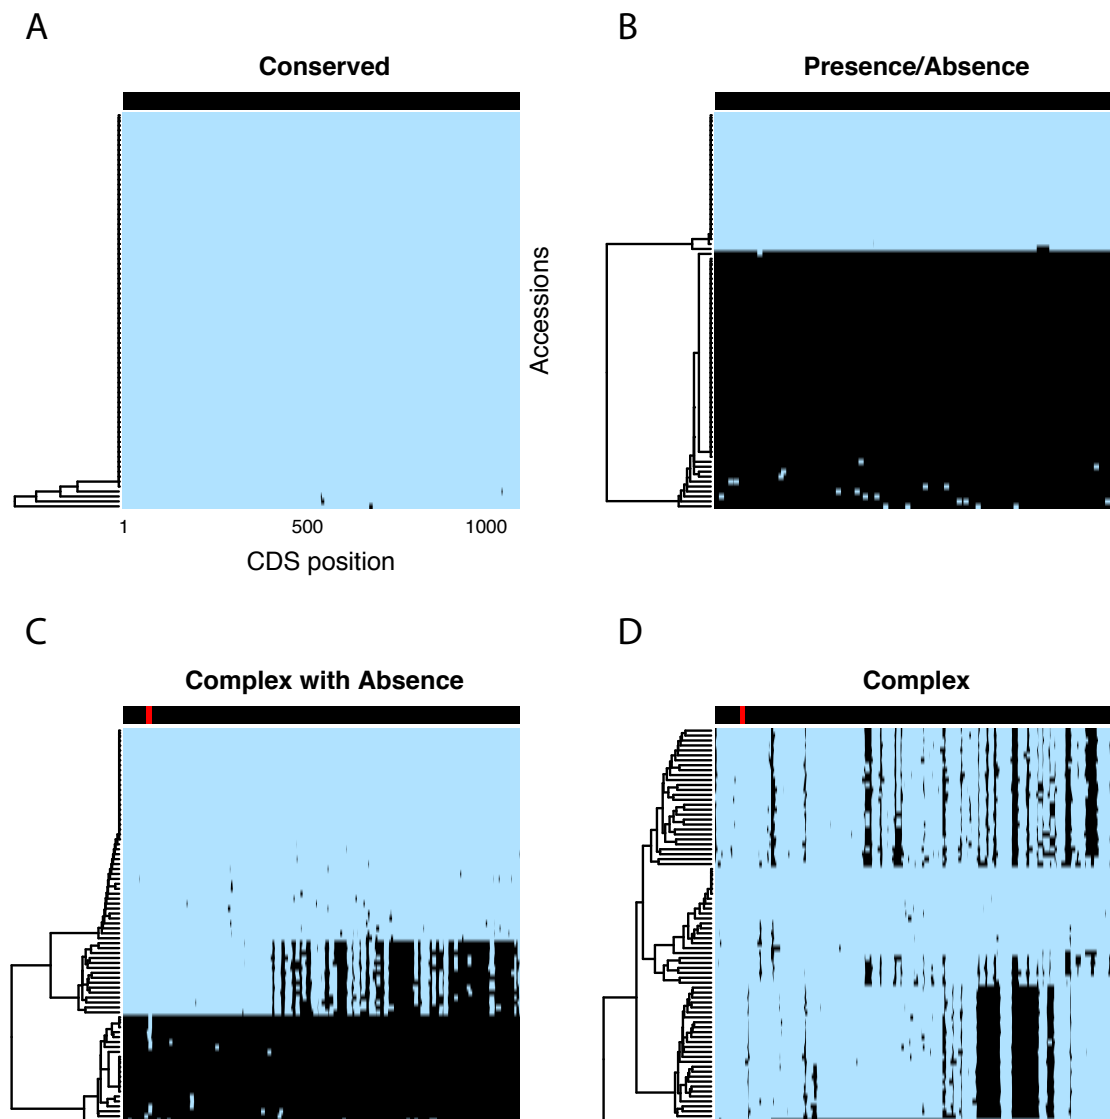 A
B
Conserved
Presence/Absence
Accessions
1
500
1000
CDS position
C
D
Complex with Absence
Complex